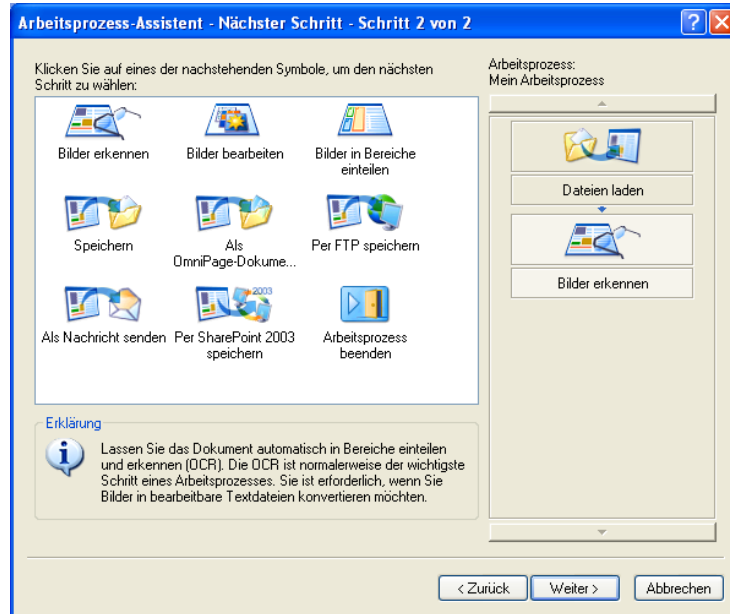 Arbeitsprozess-Assistent - Nächster Schritt - Schritt 2 von 2
Klicken Sie auf eines der nachstehenden Symbole, um den nächsten
Schritt zu wählen:
Bilder erkennen
Bilder bearbeiten
Bilder in Bereiche
einteilen
Speichern
Als
OmniPage-Dokume...
Per FTP speichern
2003
Als Nachricht senden
Per SharePoint 2003
speichern
Arbeitsprozess
beenden
Erklärung
Lassen Sie das Dokument automatisch in Bereiche einteilen
und erkennen (OCR). Die OCR ist normalerweise der wichtigste
Schritt eines Arbeitsprozesses. Sie ist erforderlich, wenn Sie
Bilder in bearbeitbare Textdateien konvertieren möchten.
Arbeitsprozess:
Mein Arbeitsprozess
Dateien laden
Bilder erkennen
< Zurück
Weiter >
Abbrechen